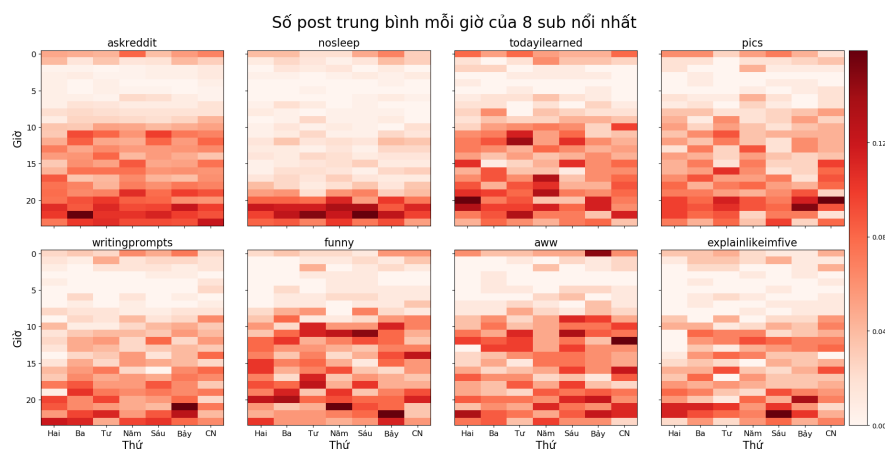 Số post trung bình mỗi giờ của 8 sub nổi nhất
askreddit
nosleep
todayilearned
pics
0
5
10
15
20
Giờ
0.12
0.08
0.04
0.00
writingprompts
funny
aww
explainlikeimfive
0
5
10
15
20
Giờ
Hai Ba Tư Năm Sáu Bảy CN
Hai Ba Tư Năm Sáu Bảy CN
Hai Ba Tư Năm Sáu Bảy CN
Hai Ba Tư Năm Sáu Bảy CN
Thứ
Thứ
Thứ
Thứ